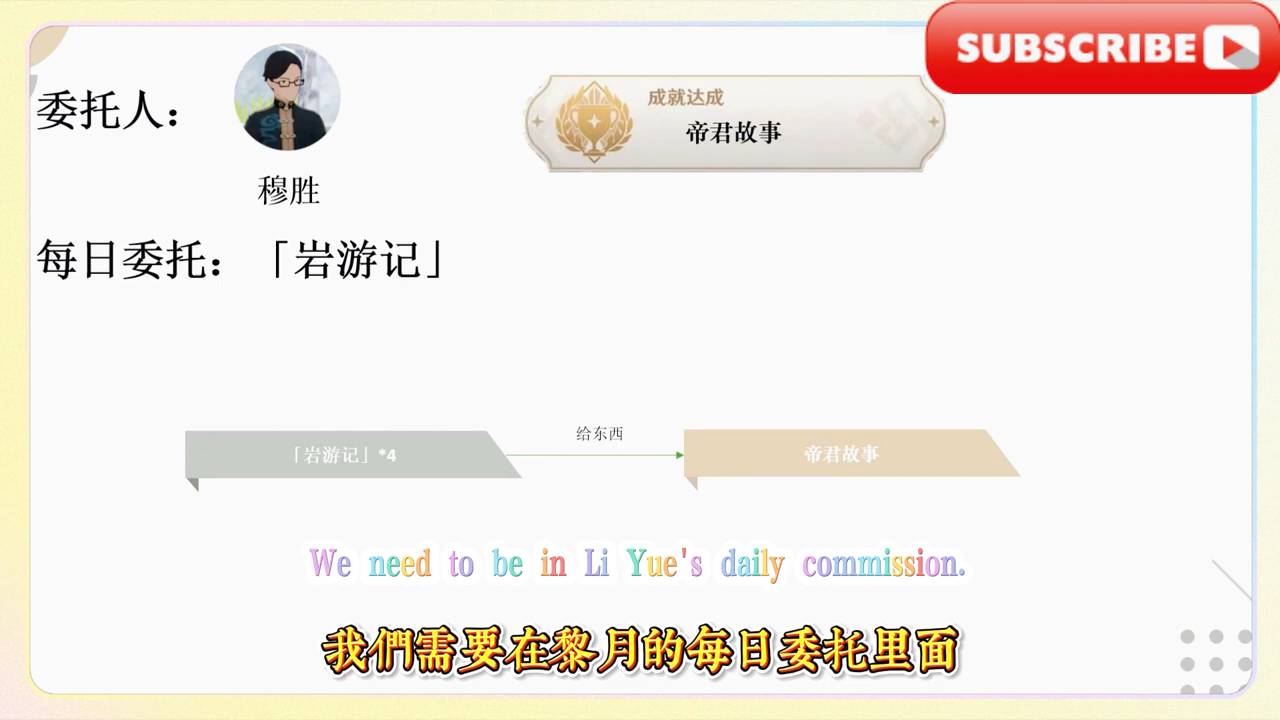 SUBSCRIBE
委托人：
成就达成
帝君故事
穆胜
每日委托：「岩游记」
给东西
「岩游记」*4
帝君故事
We need to be in Li Yue's daily commission.
我們需要在黎月的每日委托里面